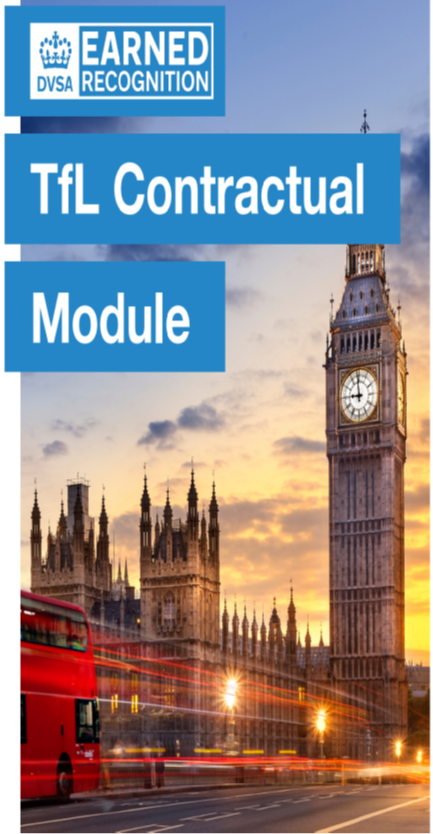 EARNED
DVSA RECOGNITION
TfL Contractual
Module